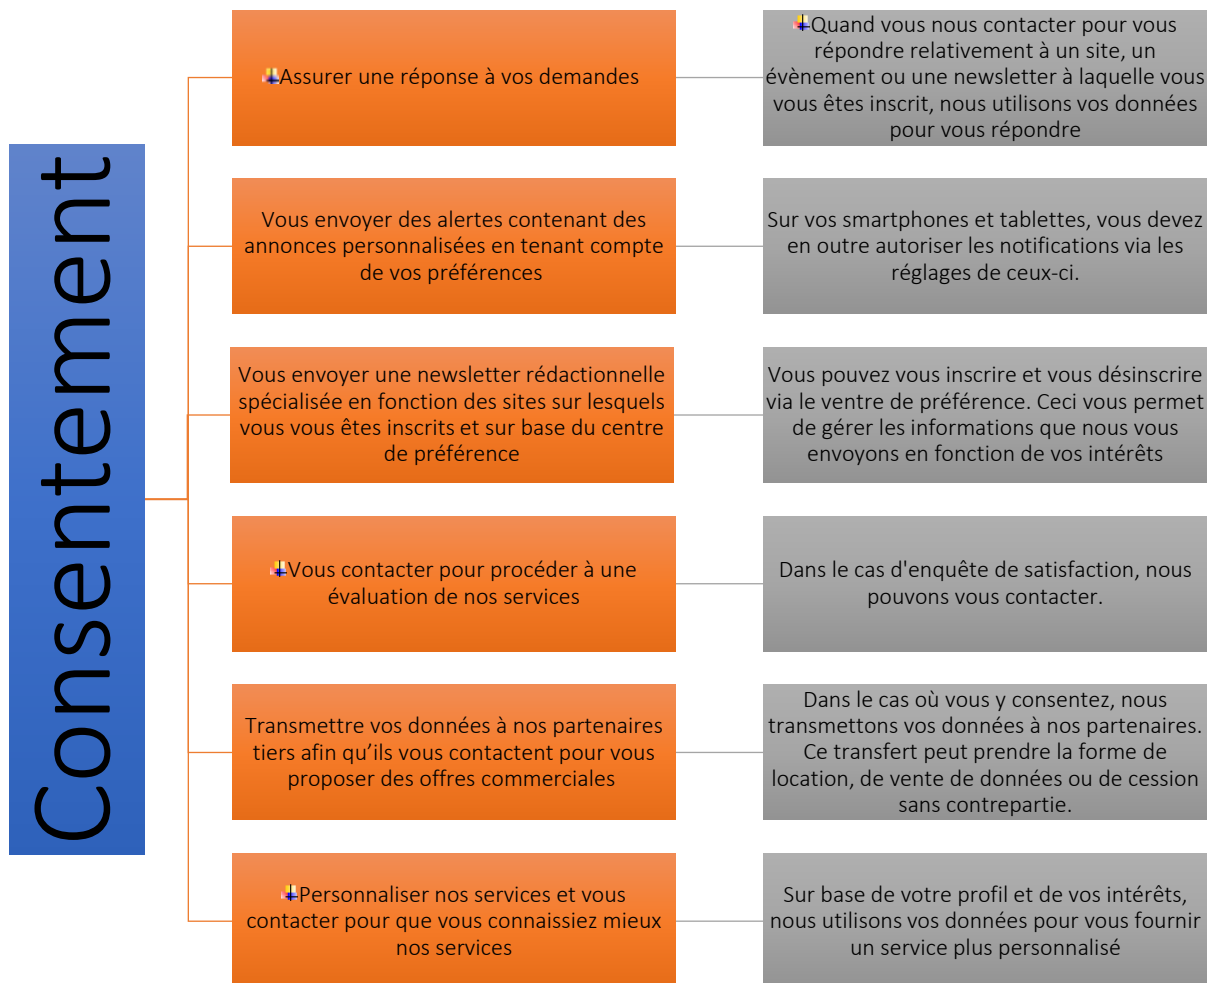 Consentement
Assurer une réponse à vos demandes
Quand vous nous contacter pour vous
répondre relativement à un site, un
évènement ou une newsletter à laquelle vous
vous êtes inscrit, nous utilisons vos données
pour vous répondre
Vous envoyer des alertes contenant des
annonces personnalisées en tenant compte
de vos préférences
Sur vos smartphones et tablettes, vous devez
en outre autoriser les notifications via les
réglages de ceux-ci.
Vous envoyer une newsletter rédactionnelle
spécialisée en fonction des sites sur lesquels
vous vous êtes inscrits et sur base du centre
de préférence
Vous pouvez vous inscrire et vous désinscrire
via le ventre de préférence. Ceci vous permet
de gérer les informations que nous vous
envoyons en fonction de vos intérêts
Vous contacter pour procéder à une
évaluation de nos services
Dans le cas d'enquête de satisfaction, nous
pouvons vous contacter.
Transmettre vos données à nos partenaires
tiers afin qu’ils vous contactent pour vous
proposer des offres commerciales
Dans le cas où vous y consentez, nous
transmettons vos données à nos partenaires.
Ce transfert peut prendre la forme de
location, de vente de données ou de cession
sans contrepartie.
Personnaliser nos services et vous
contacter pour que vous connaissiez mieux
nos services
Sur base de votre profil et de vos intérêts,
nous utilisons vos données pour vous fournir
un service plus personnalisé